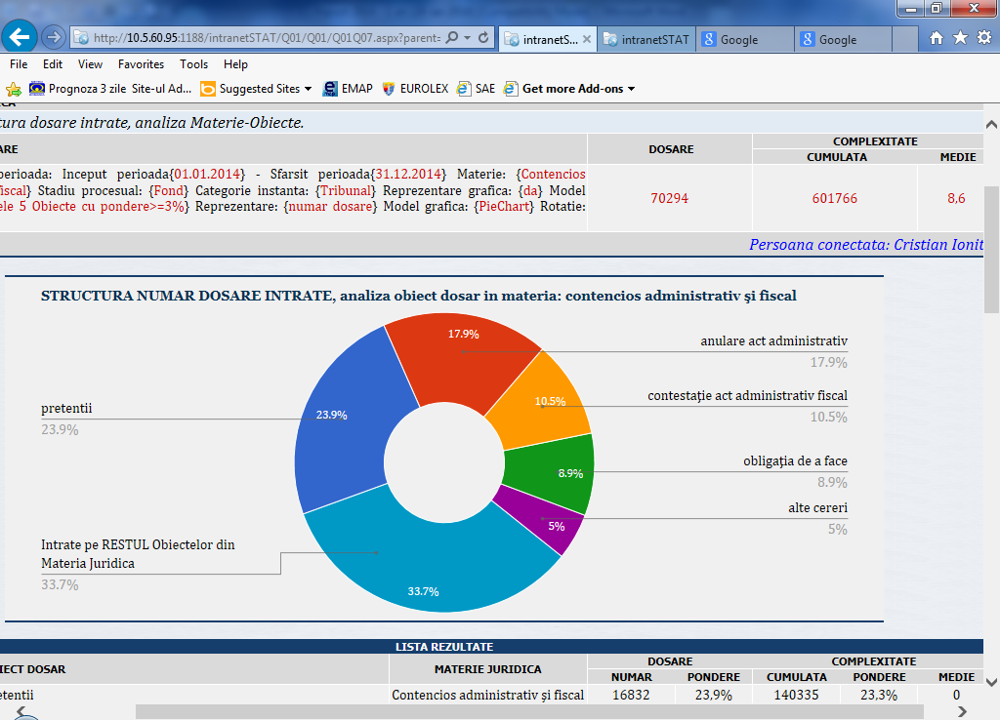 http://10.5.60.95:1188/intranetSTAT/Q01/Q01/Q01Q07.aspx?parent=
intranetS...
intranetSTAT
Google
Google
File Edit View Favorites Tools Help
Prognoza 3 zile Site-ul Ad...
Suggested Sites
EMAP
EUROLEX
SAE
Get more Add-ons
tura dosare intrate, analiza Materie-Obiecte.
ARE
DOSARE
COMPLEXITATE
CUMULATA MEDIE
perioada: Inceput perioada{01.01.2014} - Sfarsit perioada{31.12.2014} Materie: {Contencios
fiscal} Stadiu procesual: {Fond} Categorie instanta: {Tribunal} Reprezentare grafica: {da} Model
ele 5 Obiecte cu pondere>=3%} Reprezentare: {numar dosare} Model grafica: {PieChart} Rotatie:
70294
601766
8,6
Persoana conectata: Cristian Ionit
STRUCTURA NUMAR DOSARE INTRATE, analiza obiect dosar in materia: contencios administrativ şi fiscal
17.9%
anulare act administrativ
17.9%
10.5%
contestaţie act administrativ fiscal
10.5%
pretentii
23.9%
23.9%
8.9%
obligaţia de a face
8.9%
5%
alte cereri
5%
Intrate pe RESTUL Obiectelor din
Materia Juridica
33.7%
33.7%
LISTA REZULTATE
IECT DOSAR
MATERIE JURIDICA
DOSARE
COMPLEXITATE
NUMAR PONDERE CUMULATA PONDERE MEDIE
etentii
Contencios administrativ şi fiscal
16832 23,9% 140335 23,3% 0